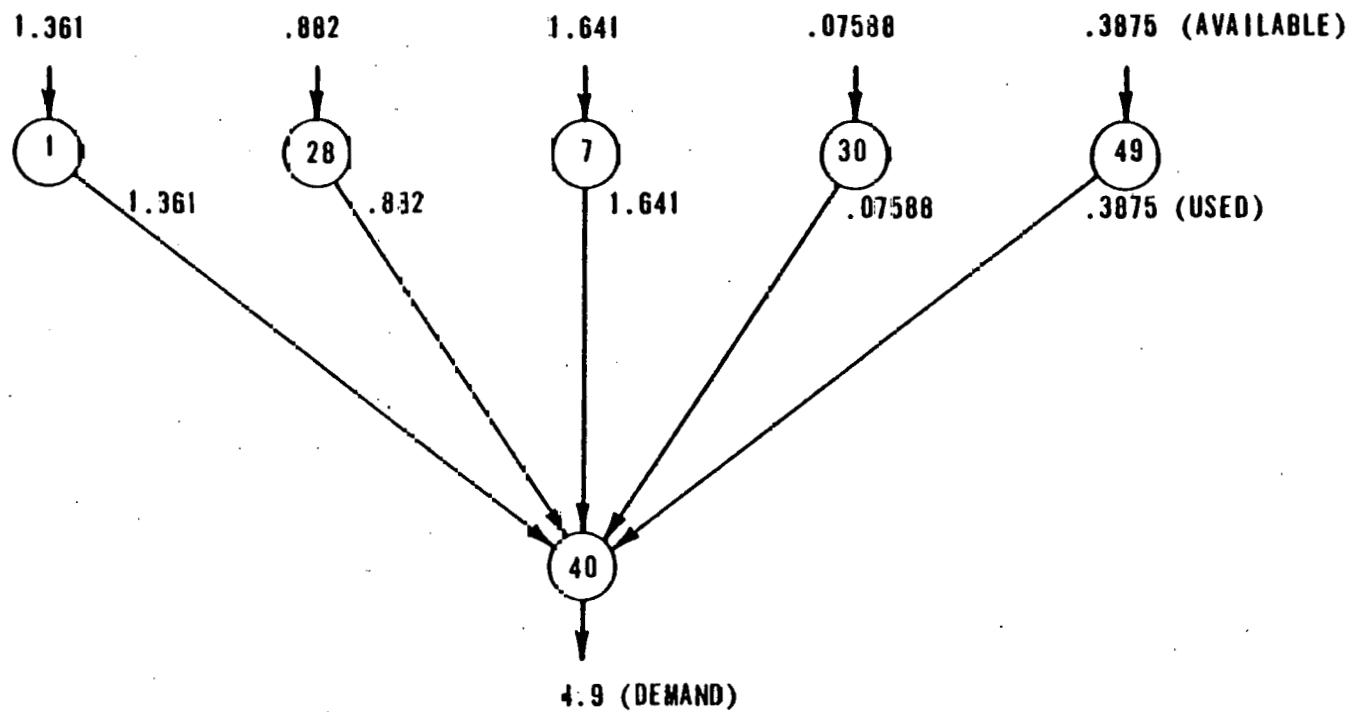 1.361 .882 1.641 .07588 .3875 (AVAILABLE)
1 28 7 30 49
1.361 .882 1.641 .07588 .3875 (USED)
40
4.9 (DEMAND)